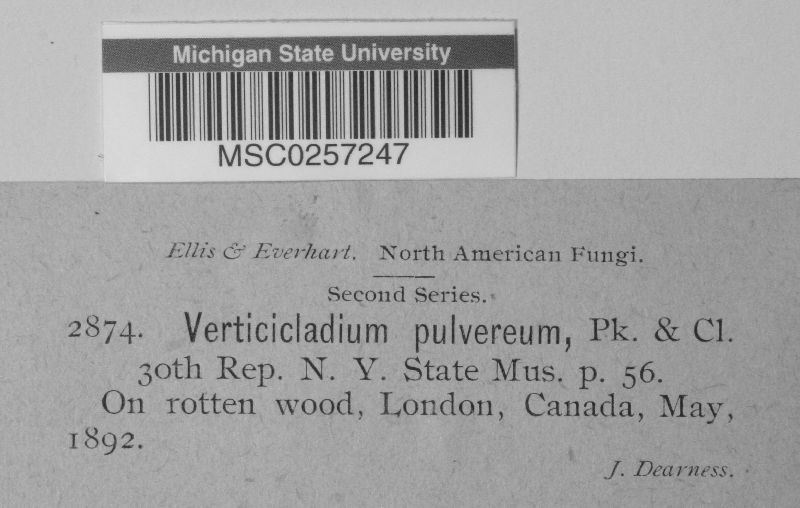 Michigan State University
MSC0257247
Ellis & Everhart. North American Fungi.
Second Series.
2874. Verticicladium pulvereum, Pk. & Cl.
30th Rep. N. Y. State Mus. p. 56.
On rotten wood, London, Canada, May,
1892.
J. Dearness.